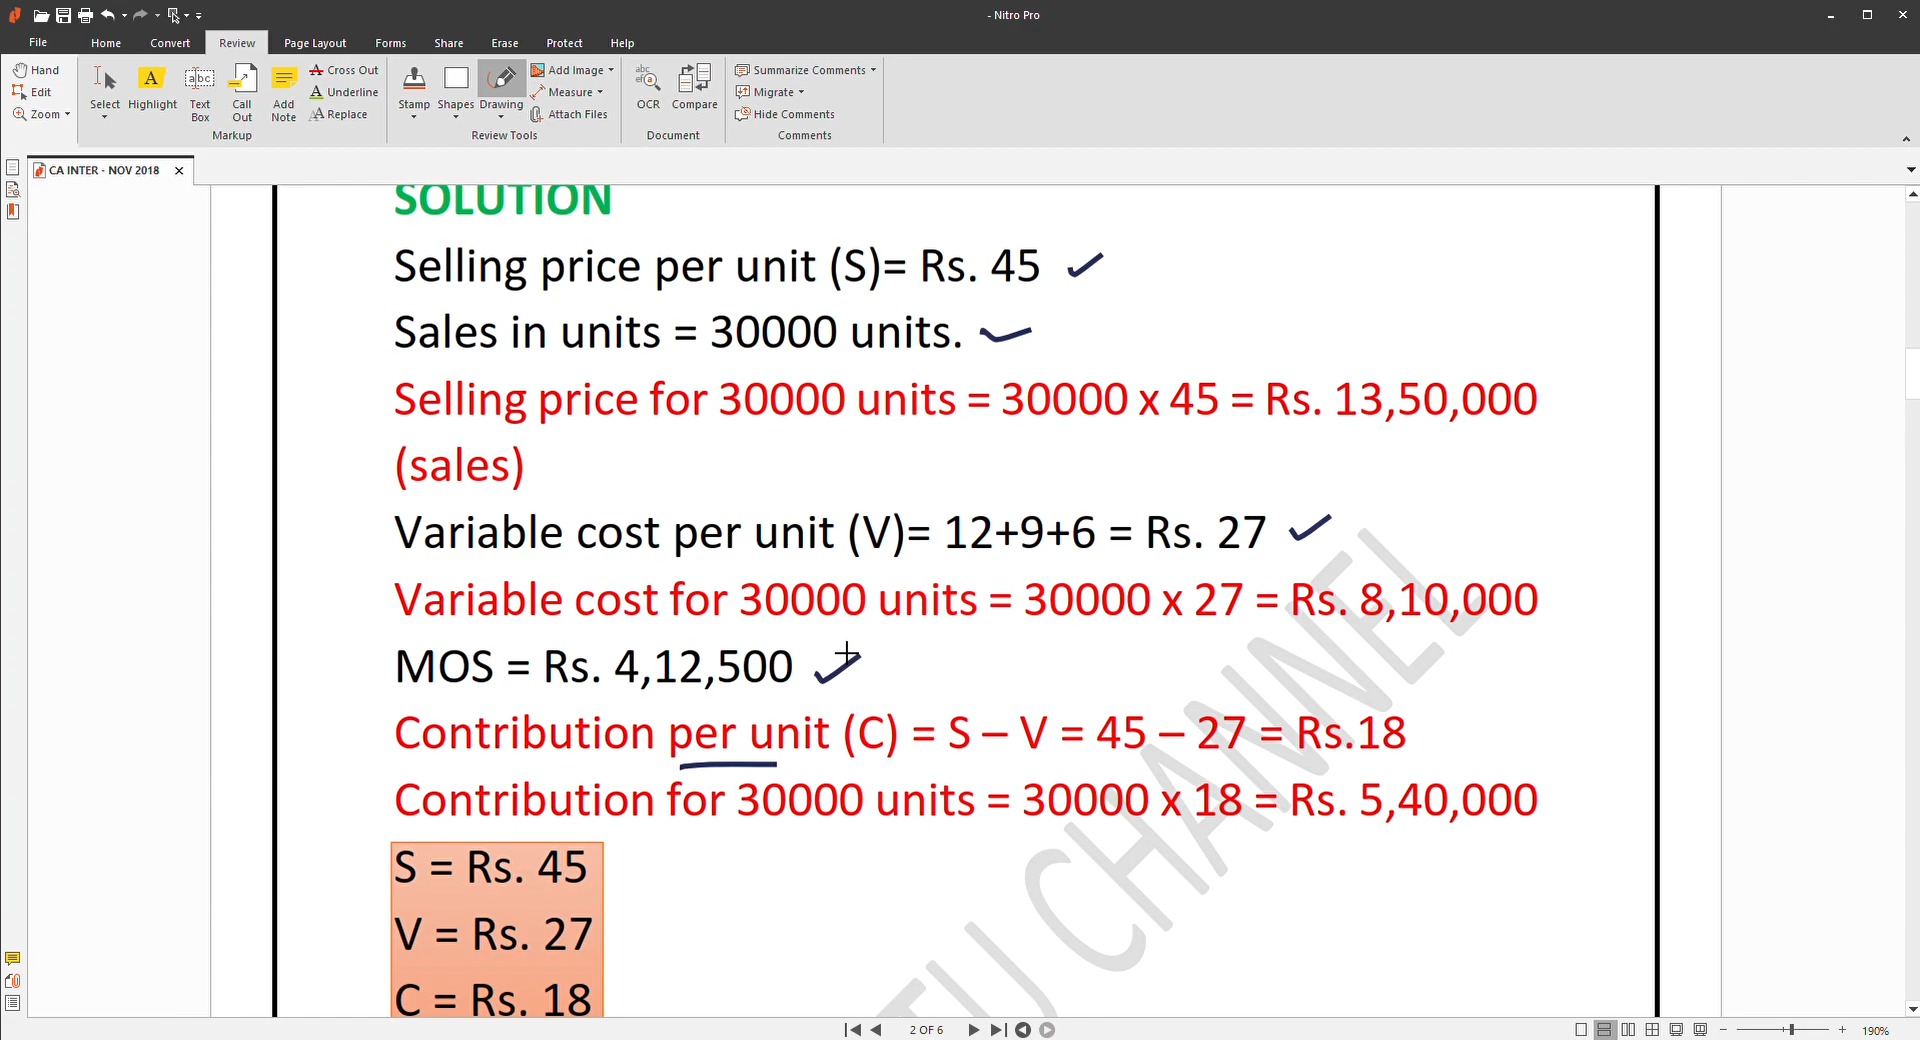 - Nitro Pro
File Home Convert Review Page Layout Forms Share Erase Protect Help
Hand
Edit
Zoom
Select
Highlight
abc
Text
Box
Call
Out
Add
Note
Cross Out
Underline
Replace
Markup
Stamp
Shapes
Drawing
Add Image
Measure
Attach Files
Review Tools
OCR
Compare
Document
Summarize Comments
Migrate
Hide Comments
Comments
CA INTER - NOV 2018
SOLUTION
Selling price per unit (S)= Rs. 45
Sales in units = 30000 units.
Selling price for 30000 units = 30000 x 45 = Rs. 13,50,000
(sales)
Variable cost per unit (V)= 12+9+6 = Rs. 27
Variable cost for 30000 units = 30000 x 27 = Rs. 8,10,000
MOS = Rs. 4,12,500
Contribution per unit (C) = S – V = 45 – 27 = Rs.18
Contribution for 30000 units = 30000 x 18 = Rs. 5,40,000
S = Rs. 45
V = Rs. 27
C = Rs. 18
CHANNEL
2 OF 6
190%